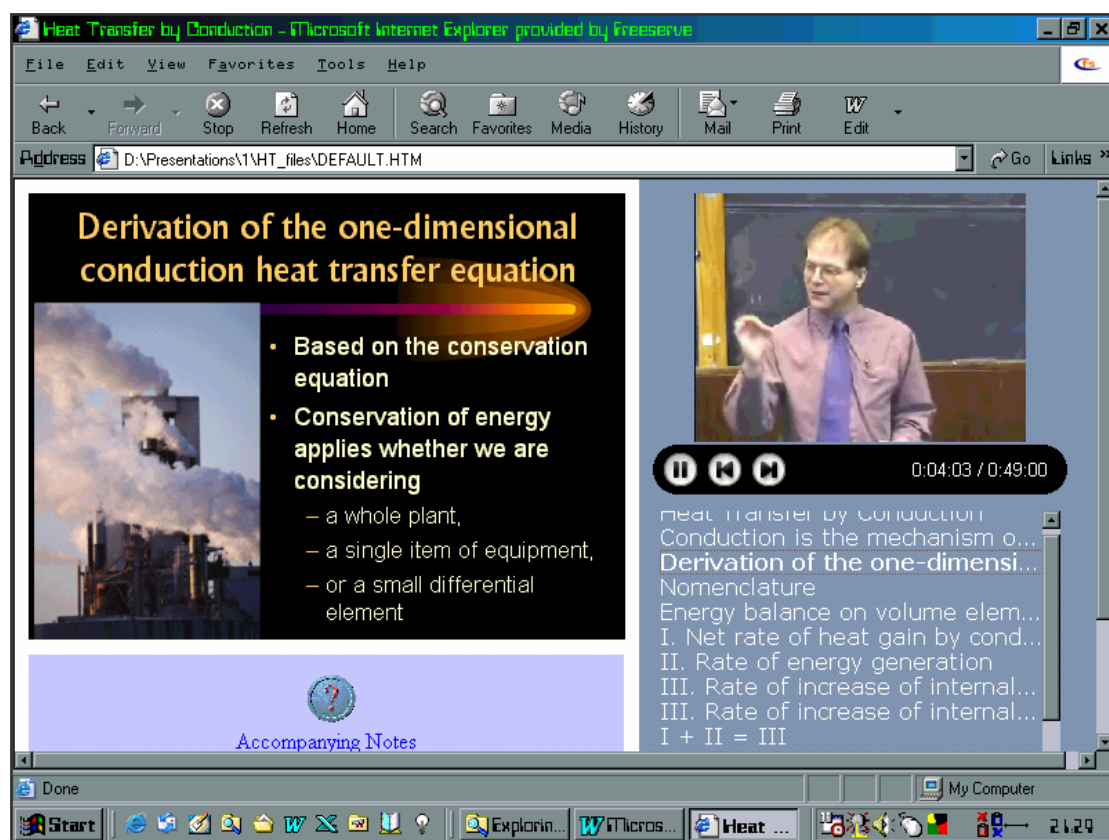 Heat Transfer by Conduction - Microsoft Internet Explorer provided by Freeserve
File Edit View Favorites Tools Help
Back Forward Stop Refresh Home Search Favorites Media History Mail Print Edit
Address D:\Presentations\1\HT_files\DEFAULT.HTM Go Links »
Derivation of the one-dimensional
conduction heat transfer equation
• Based on the conservation
equation
• Conservation of energy
applies whether we are
considering
– a whole plant,
– a single item of equipment,
– or a small differential
element
Accompanying Notes
0:04:03 / 0:49:00
Heat Transfer by Conduction
Conduction is the mechanism o...
Derivation of the one-dimensi...
Nomenclature
Energy balance on volume elem...
I. Net rate of heat gain by cond...
II. Rate of energy generation
III. Rate of increase of internal...
III. Rate of increase of internal...
I + II = III
Done My Computer
Start Explorin... Micros... Heat ... 21:29